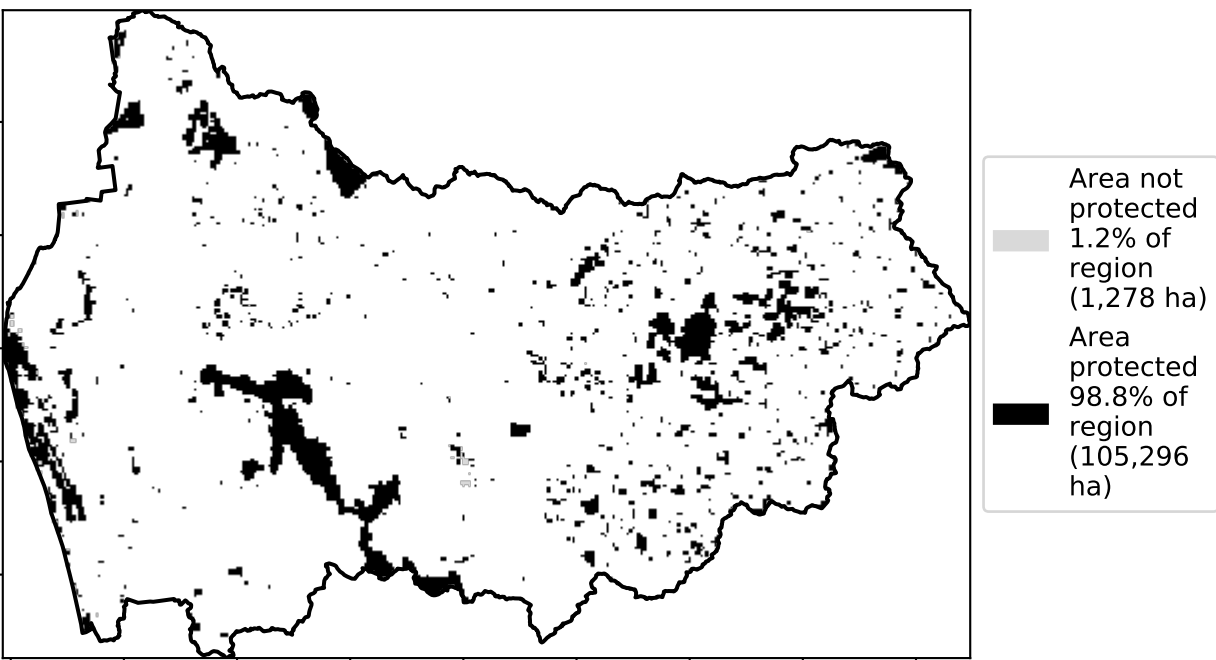 Area not
protected
1.2% of
region
(1,278 ha)
Area
protected
98.8% of
region
(105,296
ha)